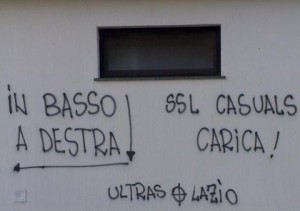 IN BASSO
A DESTRA
SSL CASUALS
CARICA!
ULTRAS LAZIO